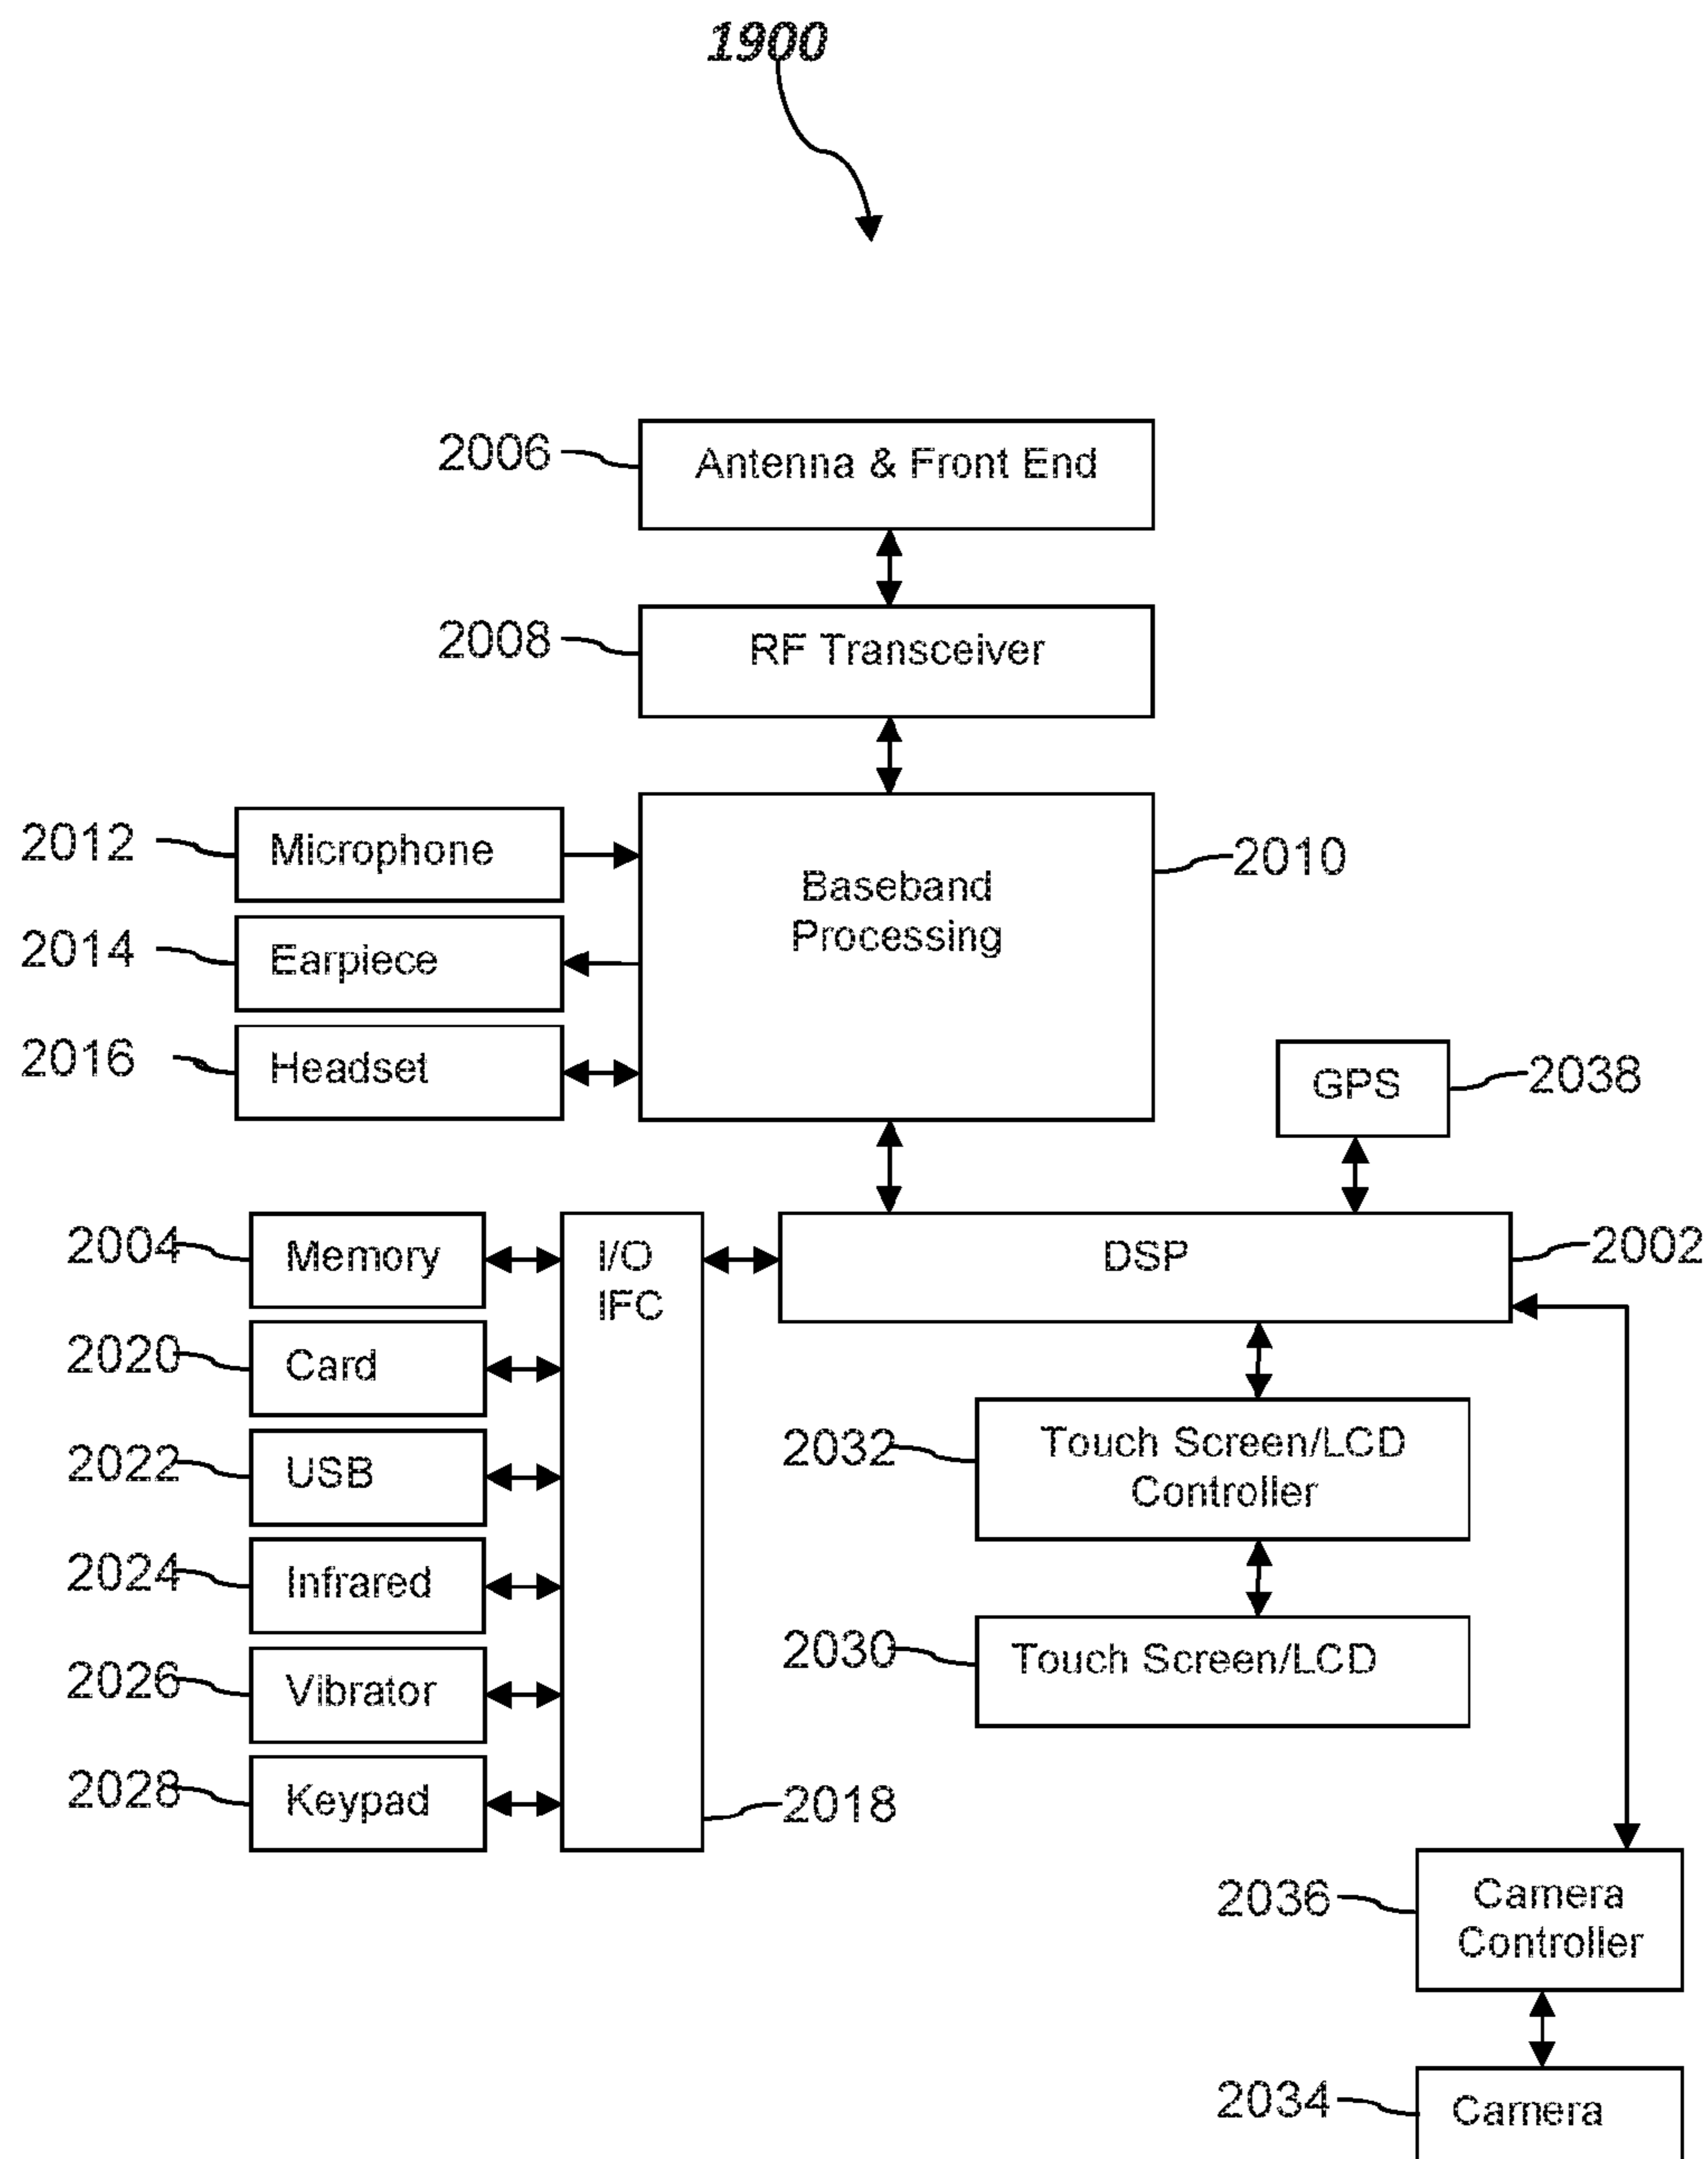 1900
2006
Antenna & Front End
2008
RF Transceiver
2012
Microphone
Baseband
Processing
2010
2014
Earpiece
2016
Headset
GPS
2038
2004
Memory
I/O
IFC
DSP
2002
2020
Card
2022
USB
2032
Touch Screen/LCD
Controller
2024
Infrared
2030
Touch Screen/LCD
2026
Vibrator
2028
Keypad
2018
2036
Camera
Controller
2034
Camera